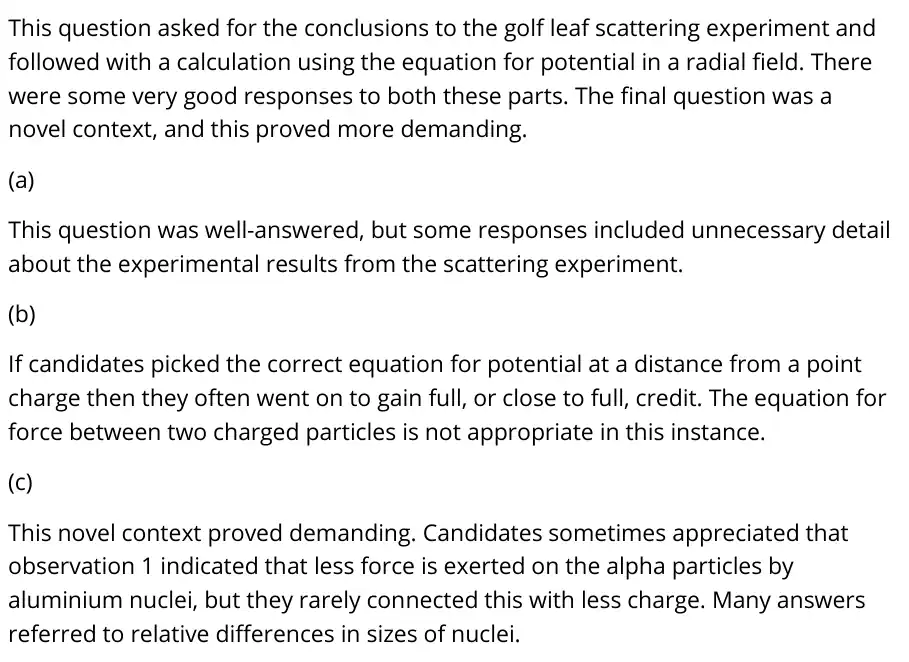 This question asked for the conclusions to the golf leaf scattering experiment and
followed with a calculation using the equation for potential in a radial field. There
were some very good responses to both these parts. The final question was a
novel context, and this proved more demanding.
(a)
This question was well-answered, but some responses included unnecessary detail
about the experimental results from the scattering experiment.
(b)
If candidates picked the correct equation for potential at a distance from a point
charge then they often went on to gain full, or close to full, credit. The equation for
force between two charged particles is not appropriate in this instance.
(c)
This novel context proved demanding. Candidates sometimes appreciated that
observation 1 indicated that less force is exerted on the alpha particles by
aluminium nuclei, but they rarely connected this with less charge. Many answers
referred to relative differences in sizes of nuclei.